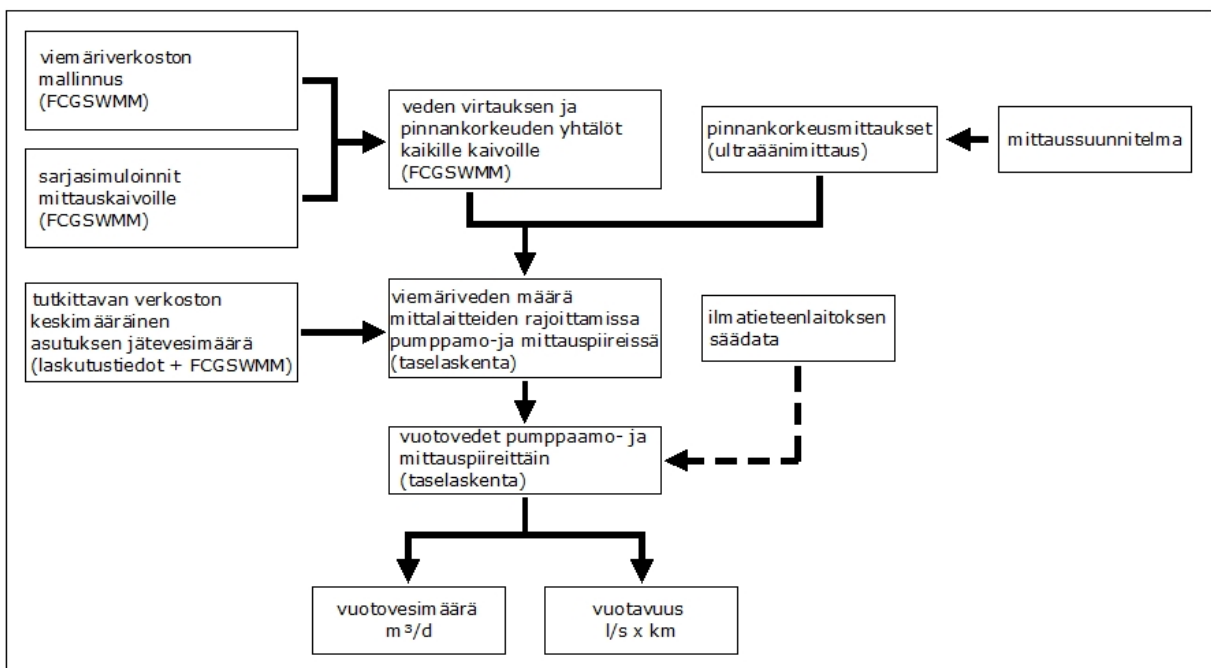 viemäriverkoston
mallinnus
(FCGSWMM)
sarjasimuloinnit
mittauskaivoille
(FCGSWMM)
veden virtauksen ja
pinnankorkeuden yhtälöt
kaikille kaivoille
(FCGSWMM)
pinnankorkeusmittaukset
(ultraäänimittaus)
mittaussuunnitelma
tutkittavan verkoston
keskimääräinen
asutuksen jätevesimäärä
(laskutustiedot + FCGSWMM)
viemäriveden määrä
mittalaitteiden rajoittamissa
pumppamo-ja mittauspiireissä
(taselaskenta)
ilmatieteenlaitoksen
säädata
vuotovedet pumppaamo- ja
mittauspiireittäin
(taselaskenta)
vuotovesimäärä
m³/d
vuotavuus
l/s x km